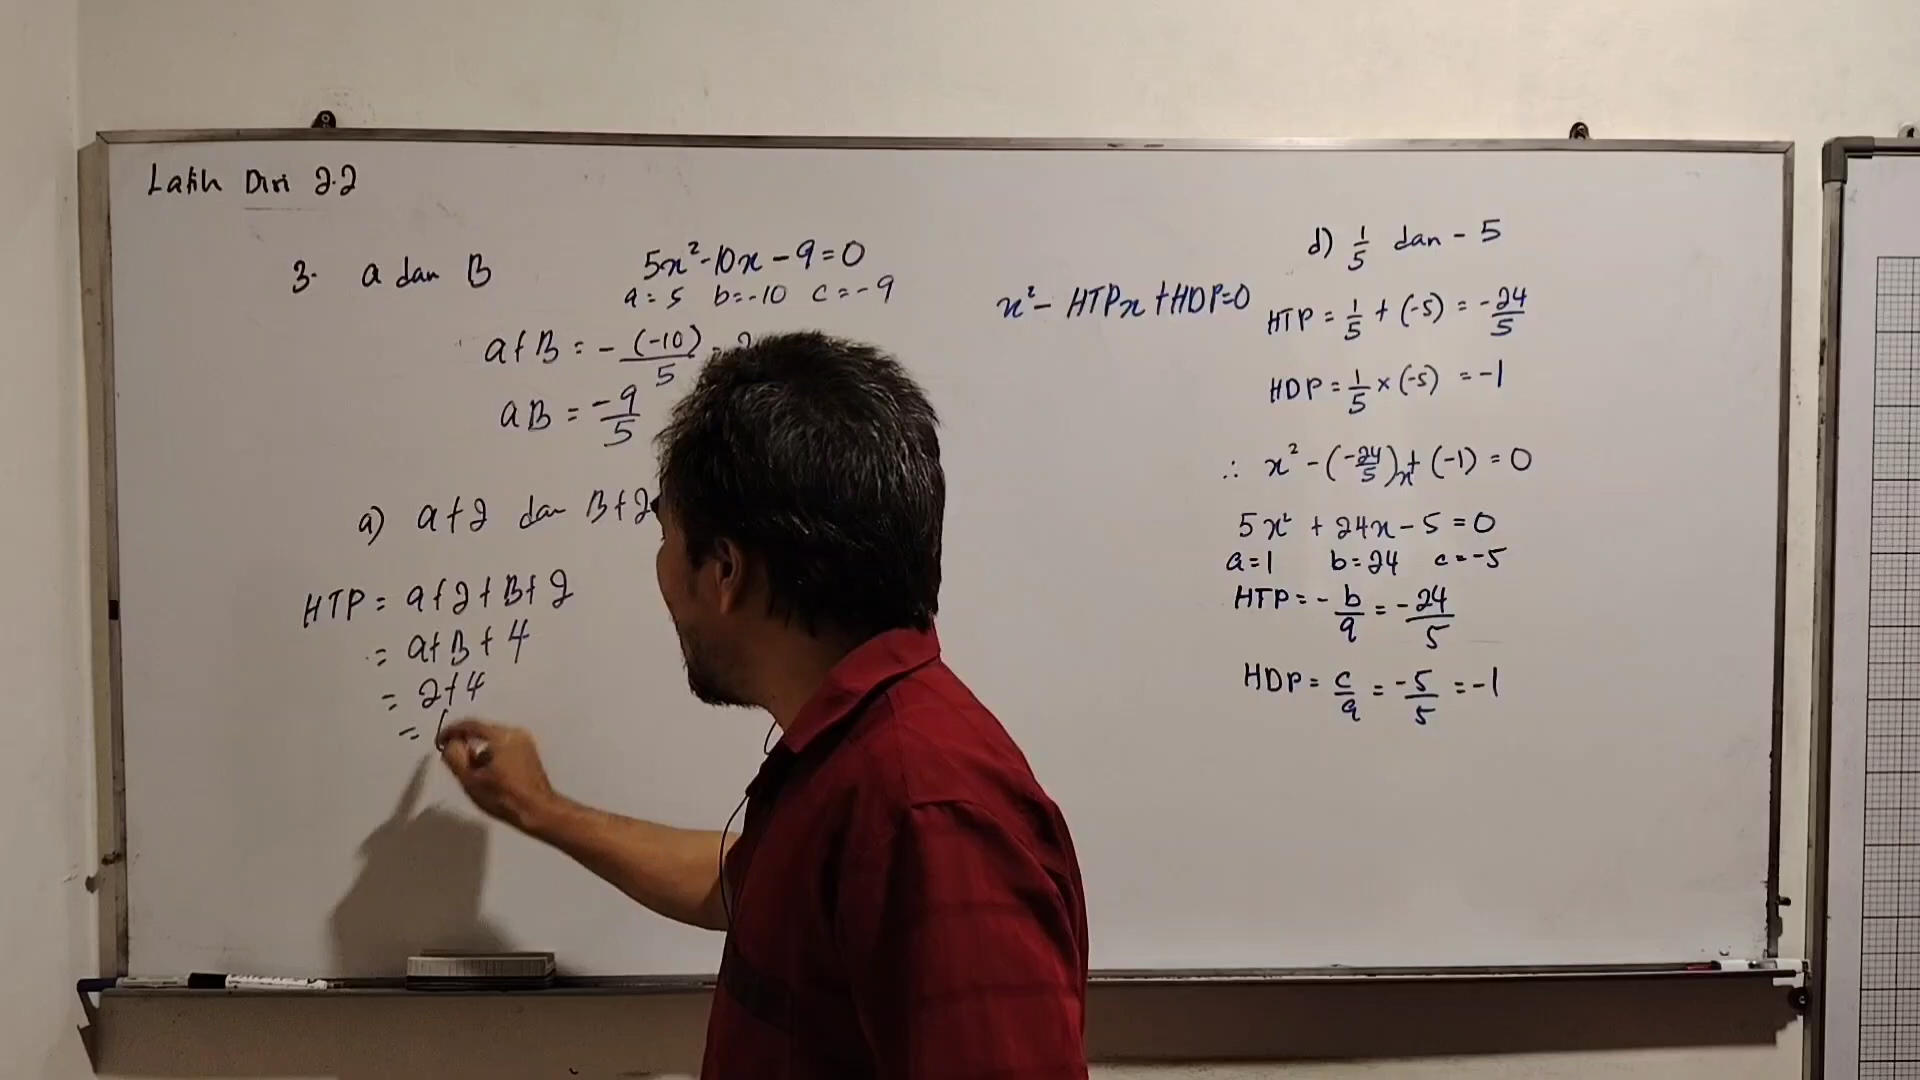 Latih Diri 2.2
3. α dan β
5x² - 10x - 9 = 0
a = 5 b = -10 c = -9
α + β = - (-10)/5 = 2
αβ = -9/5
a) α + 2 dan β + 2
HTP = α + 2 + β + 2
= α + β + 4
= 2 + 4
=
x² - HTPx + HDP = 0
d) 1/5 dan - 5
HTP = 1/5 + (-5) = -24/5
HDP = 1/5 × (-5) = -1
∴ x² - (-24/5)x + (-1) = 0
5x² + 24x - 5 = 0
a = 1 b = 24 c = -5
HTP = - b/a = - 24/5
HDP = c/a = -5/5 = -1